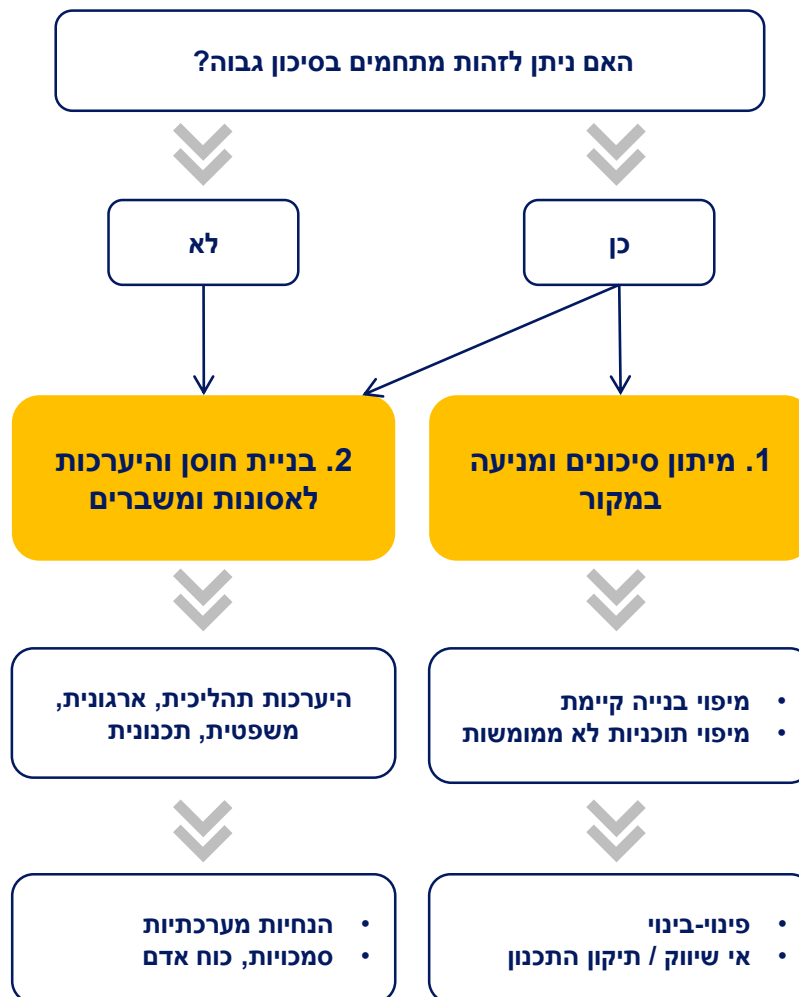 האם ניתן לזהות מתחמים בסיכון גבוה?
כן
לא
1. מיתון סיכונים ומניעה
במקור
2. בניית חוסן והיערכות
לאסונות ומשברים
• מיפוי בנייה קיימת
• מיפוי תוכניות לא ממומשות
היערכות תהליכית, ארגונית,
משפטית, תכנונית
• פינוי-בינוי
• אי שיווק / תיקון התכנון
• הנחיות מערכתיות
• סמכויות, כוח אדם